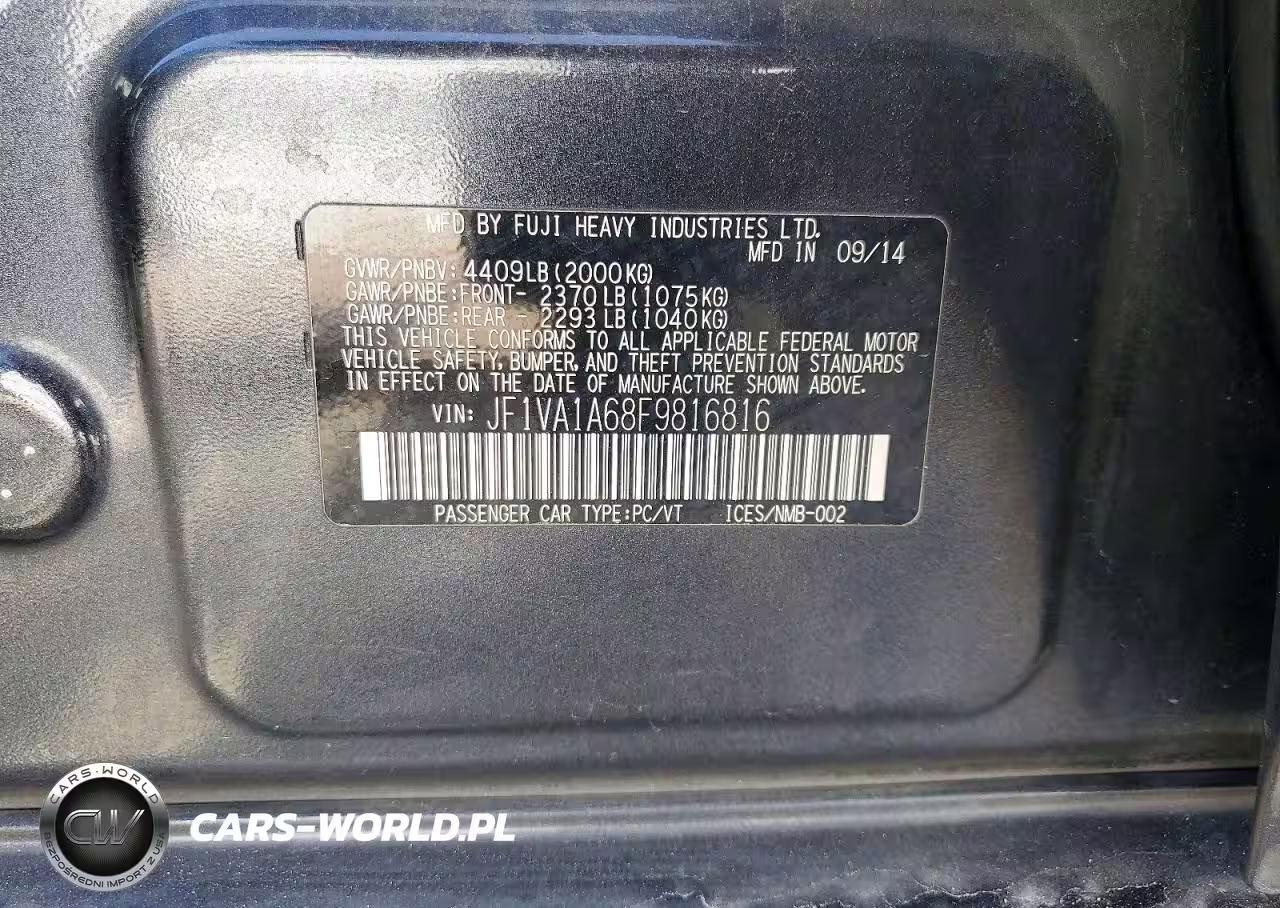 MFD BY FUJI HEAVY INDUSTRIES LTD.
MFD IN 09/14
GVWR/PNBV: 4409LB(2000KG)
GAWR/PNBE:FRONT- 2370LB(1075KG)
GAWR/PNBE:REAR - 2293LB(1040KG)
THIS VEHICLE CONFORMS TO ALL APPLICABLE FEDERAL MOTOR
VEHICLE SAFETY, BUMPER, AND THEFT PREVENTION STANDARDS
IN EFFECT ON THE DATE OF MANUFACTURE SHOWN ABOVE.
VIN: JF1VA1A68F9816816
PASSENGER CAR TYPE:PC/VT ICES/NMB-002
CARS-WORLD
CW
BEZPOŚREDNI IMPORT Z USA
CARS-WORLD.PL